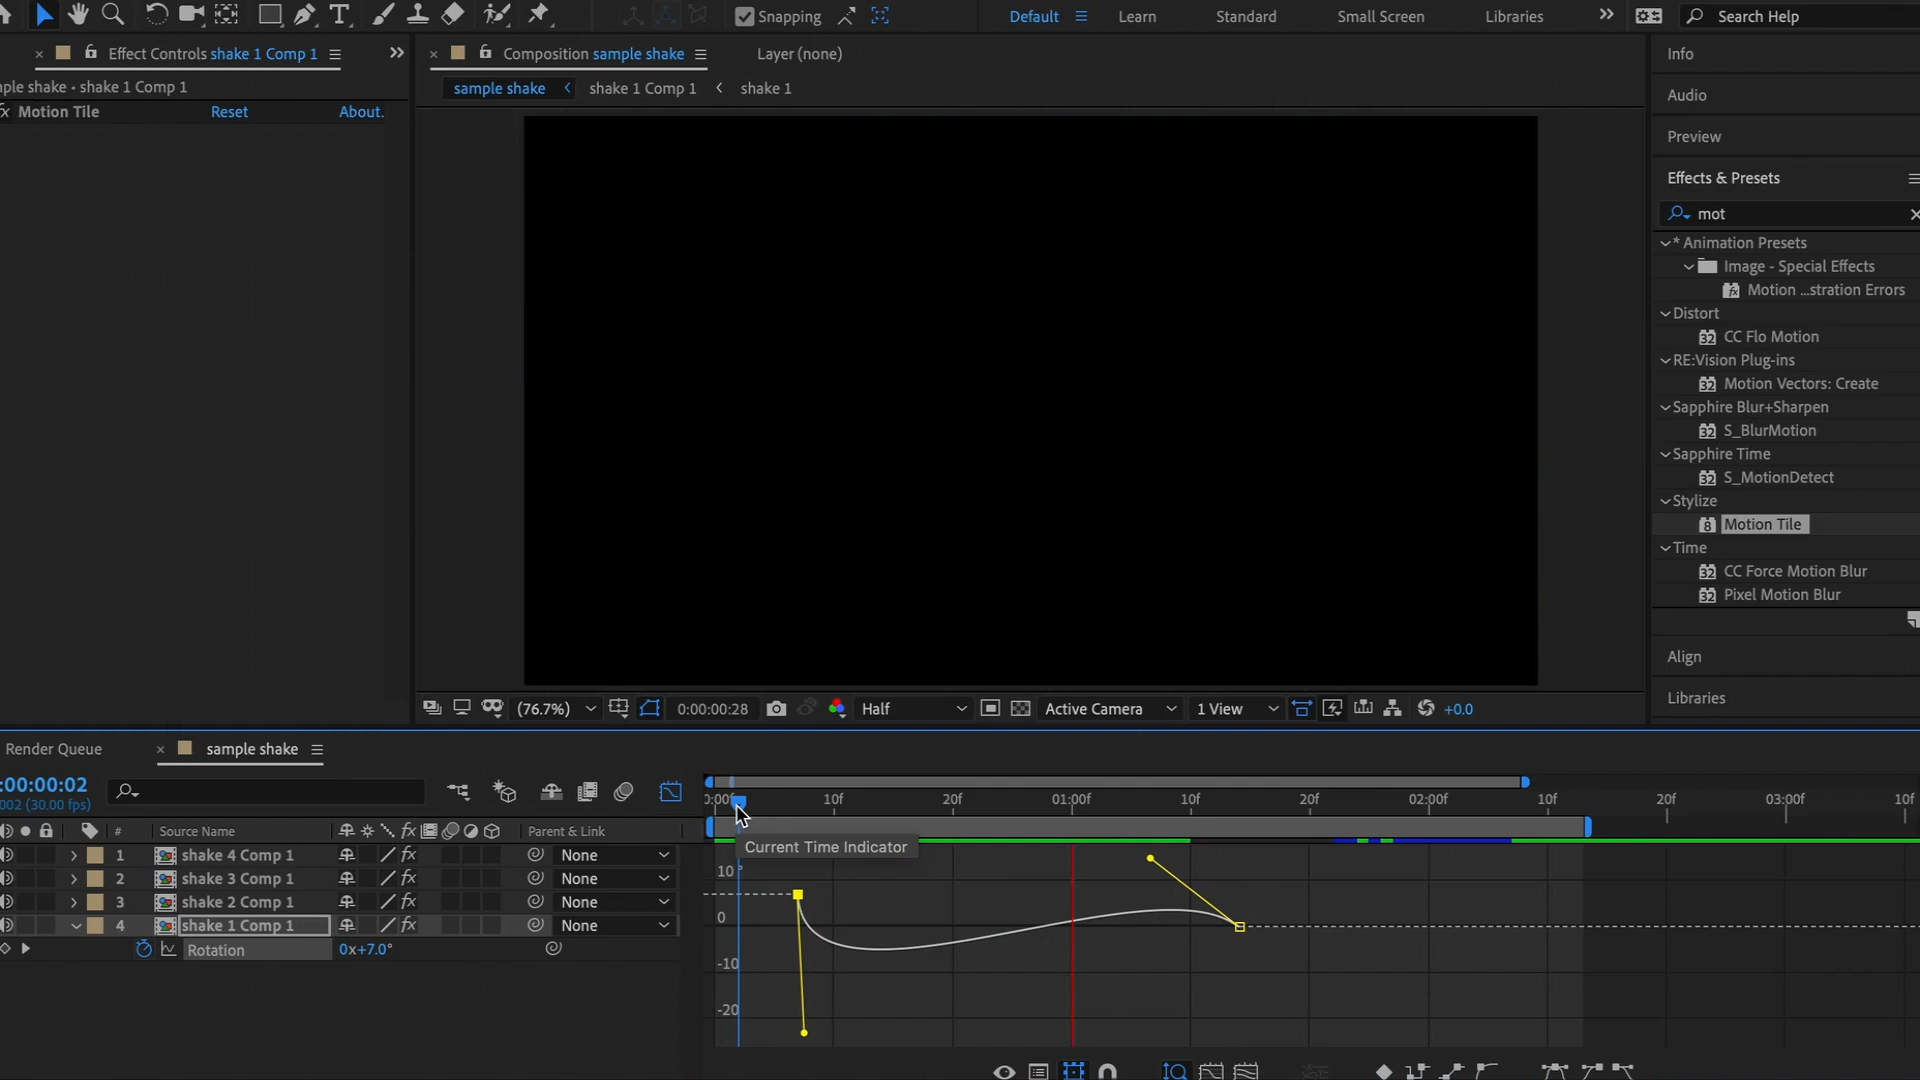 Snapping
Default
Learn
Standard
Small Screen
Libraries
Search Help
Effect Controls shake 1 Comp 1
Composition sample shake
Layer (none)
Info
ple shake • shake 1 Comp 1
sample shake
shake 1 Comp 1
shake 1
Audio
fx Motion Tile
Reset
About.
Preview
Effects & Presets
mot
* Animation Presets
Image - Special Effects
Motion ...stration Errors
Distort
CC Flo Motion
RE:Vision Plug-ins
Motion Vectors: Create
Sapphire Blur+Sharpen
S_BlurMotion
Sapphire Time
S_MotionDetect
Stylize
Motion Tile
Time
CC Force Motion Blur
Pixel Motion Blur
Align
Libraries
(76.7%)
0:00:00:28
Half
Active Camera
1 View
+0.0
Render Queue
sample shake
:00:00:02
002 (30.00 fps)
0:00f 10f 20f 01:00f 10f 20f 02:00f 10f 20f 03:00f 10f
# Source Name
Parent & Link
1 shake 4 Comp 1 None
2 shake 3 Comp 1 None
3 shake 2 Comp 1 None
4 shake 1 Comp 1 None
Rotation 0x+7.0°
Current Time Indicator
10 °
0
-10
-20